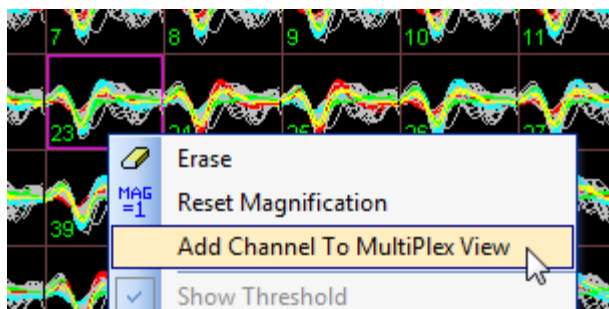 7 8 9 10 11
23 24 25 26 27
Erase
MAG
=1
Reset Magnification
39
Add Channel To MultiPlex View
Show Threshold